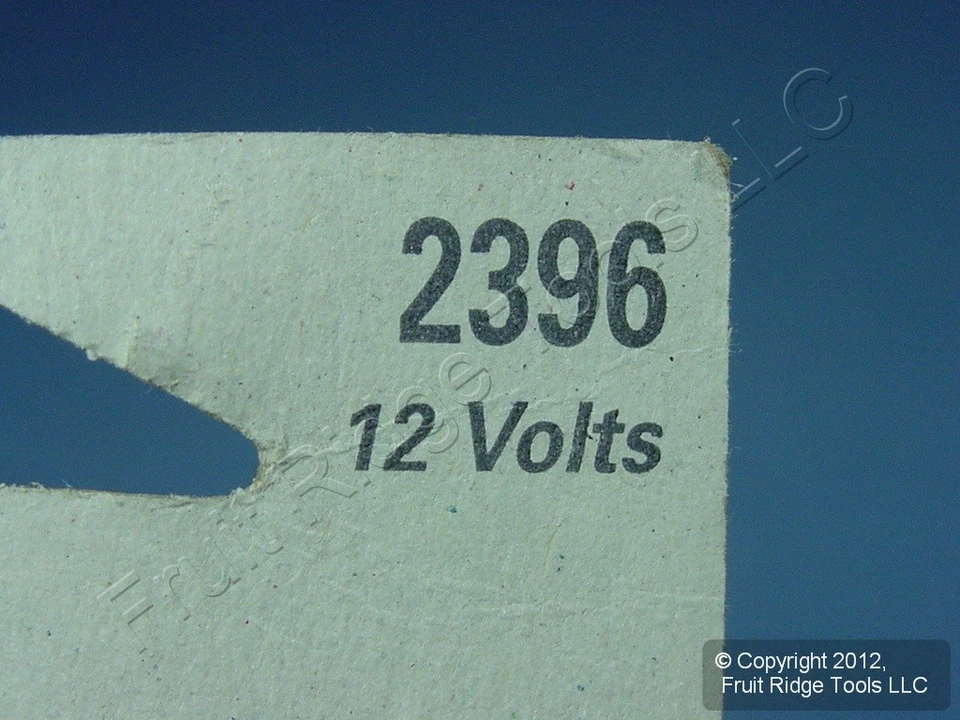 2396
12 Volts
Fruit Ridge Tools LLC
© Copyright 2012,
Fruit Ridge Tools LLC